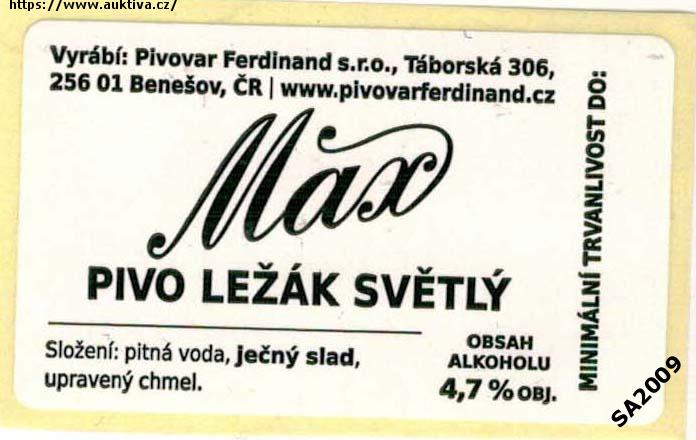 https://www.auktiva.cz/
Vyrábí: Pivovar Ferdinand s.r.o., Táborská 306,
256 01 Benešov, ČR | www.pivovarferdinand.cz
Max
PIVO LEŽÁK SVĚTLÝ
Složení: pitná voda, ječný slad,
upravený chmel.
OBSAH
ALKOHOLU
4,7 % OBJ.
MINIMÁLNÍ TRVANLIVOST DO:
SA2009